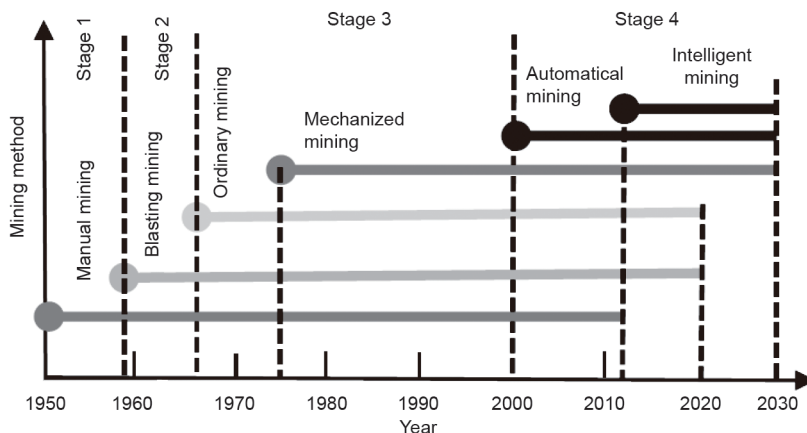 Stage 1
Stage 2
Stage 3
Stage 4
Mining method
Manual mining
Blasting mining
Ordinary mining
Mechanized
mining
Automatical
mining
Intelligent
mining
1950
1960
1970
1980
1990
2000
2010
2020
2030
Year